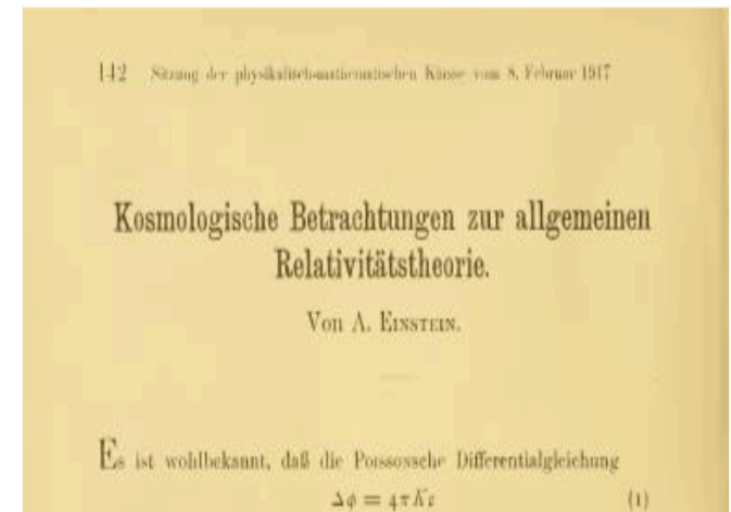 142 Sitzung der physikalisch-mathematischen Klasse vom 8. Februar 1917
Kosmologische Betrachtungen zur allgemeinen
Relativitätstheorie.
Von A. Einstein.
Es ist wohlbekannt, daß die Poissonsche Differentialgleichung
Δφ = 4πKρ (1)